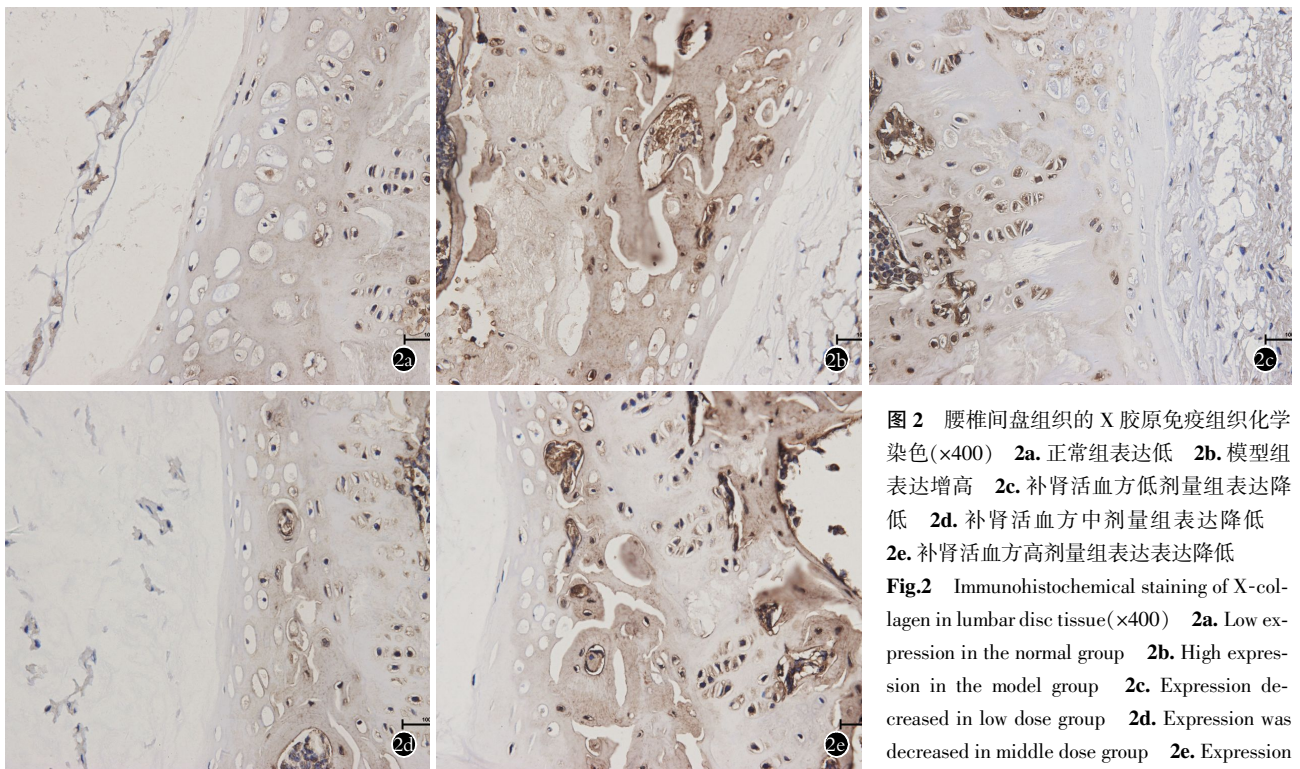 2a
2b
2c
2d
2e
图 2 腰椎间盘组织的 X 胶原免疫组织化学
染色(×400) 2a. 正常组表达低 2b. 模型组
表达增高 2c. 补肾活血方低剂量组表达降
低 2d. 补肾活血方中剂量组表达降低
2e. 补肾活血方高剂量组表达表达降低
Fig.2 Immunohistochemical staining of X-col-
lagen in lumbar disc tissue(×400) 2a. Low ex-
pression in the normal group 2b. High expres-
sion in the model group 2c. Expression de-
creased in low dose group 2d. Expression was
decreased in middle dose group 2e. Expression